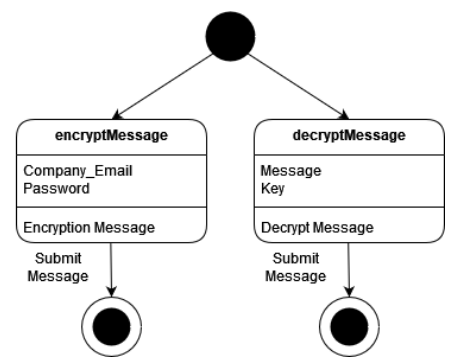 encryptMessage
Company_Email
Password
Encryption Message
Submit
Message
decryptMessage
Message
Key
Decrypt Message
Submit
Message